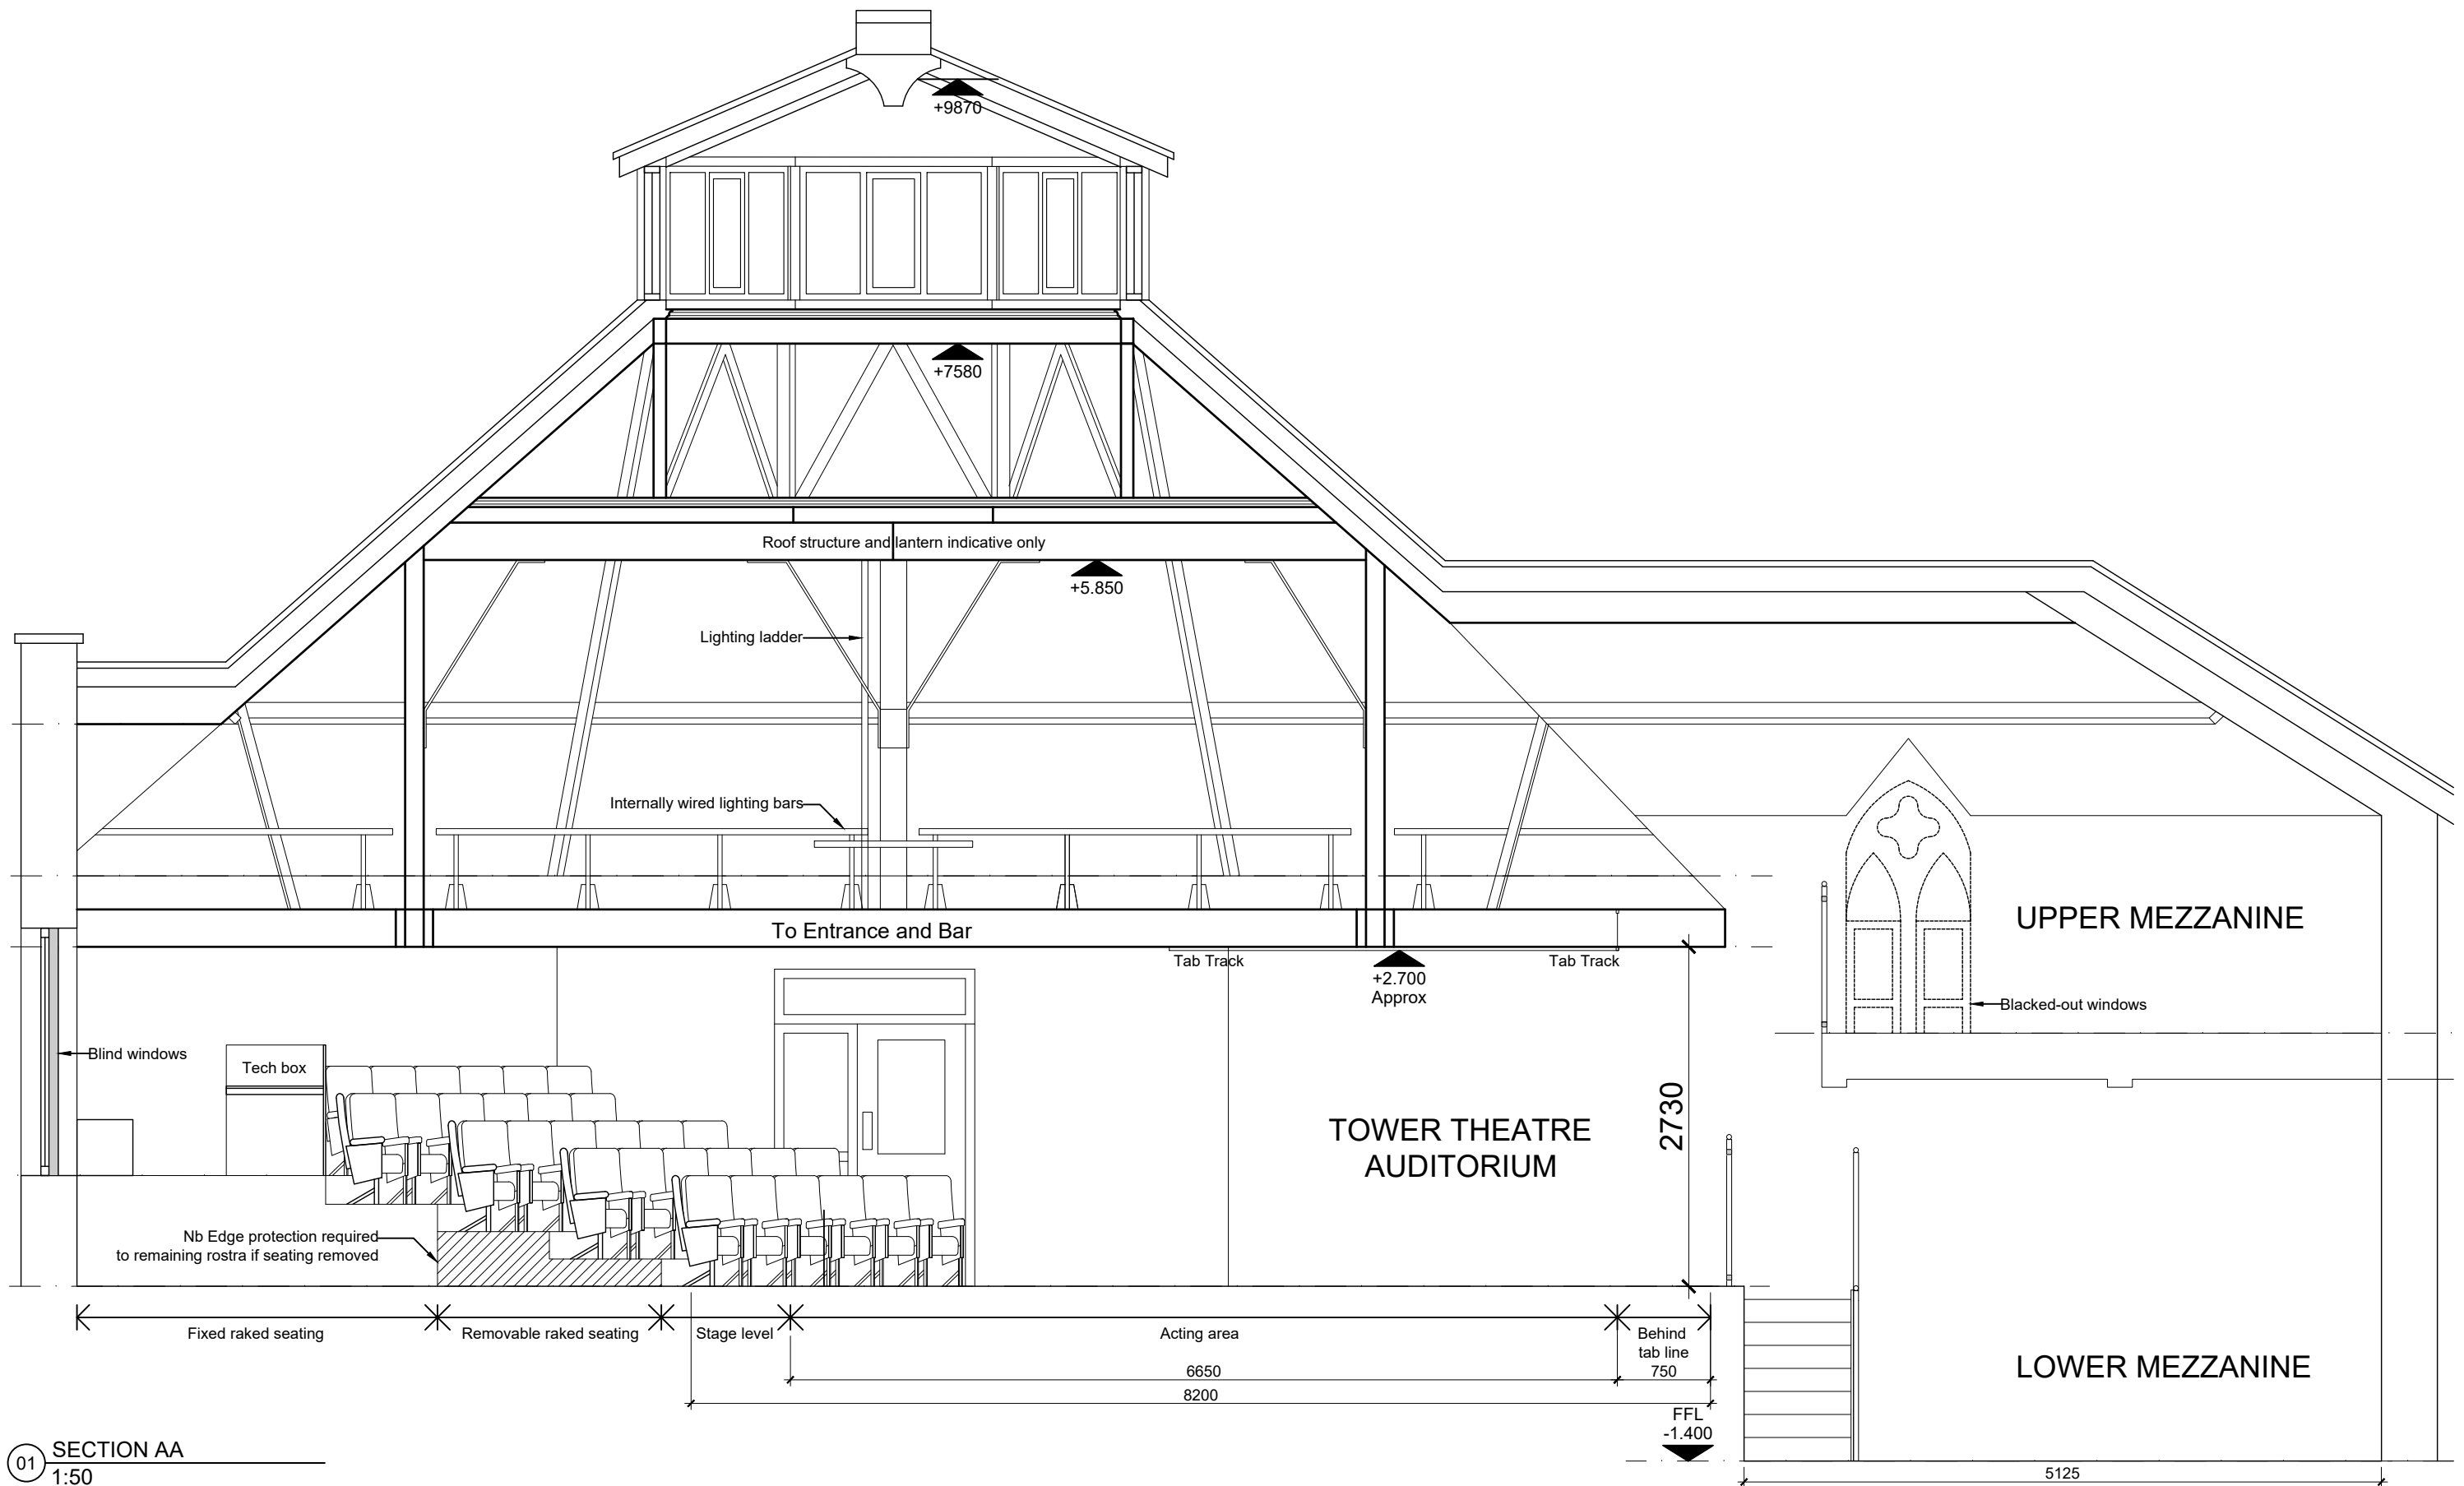 +9870
+7580
Roof structure and lantern indicative only
+5.850
Lighting ladder
Internally wired lighting bars
To Entrance and Bar
Tab Track
Tab Track
+2.700
Approx
UPPER MEZZANINE
Blacked-out windows
Blind windows
Tech box
TOWER THEATRE
AUDITORIUM
2730
Nb Edge protection required
to remaining rostra if seating removed
Fixed raked seating
Removable raked seating
Stage level
Acting area
Behind
tab line
6650
750
8200
LOWER MEZZANINE
FFL
-1.400
5125
01
SECTION AA
1:50